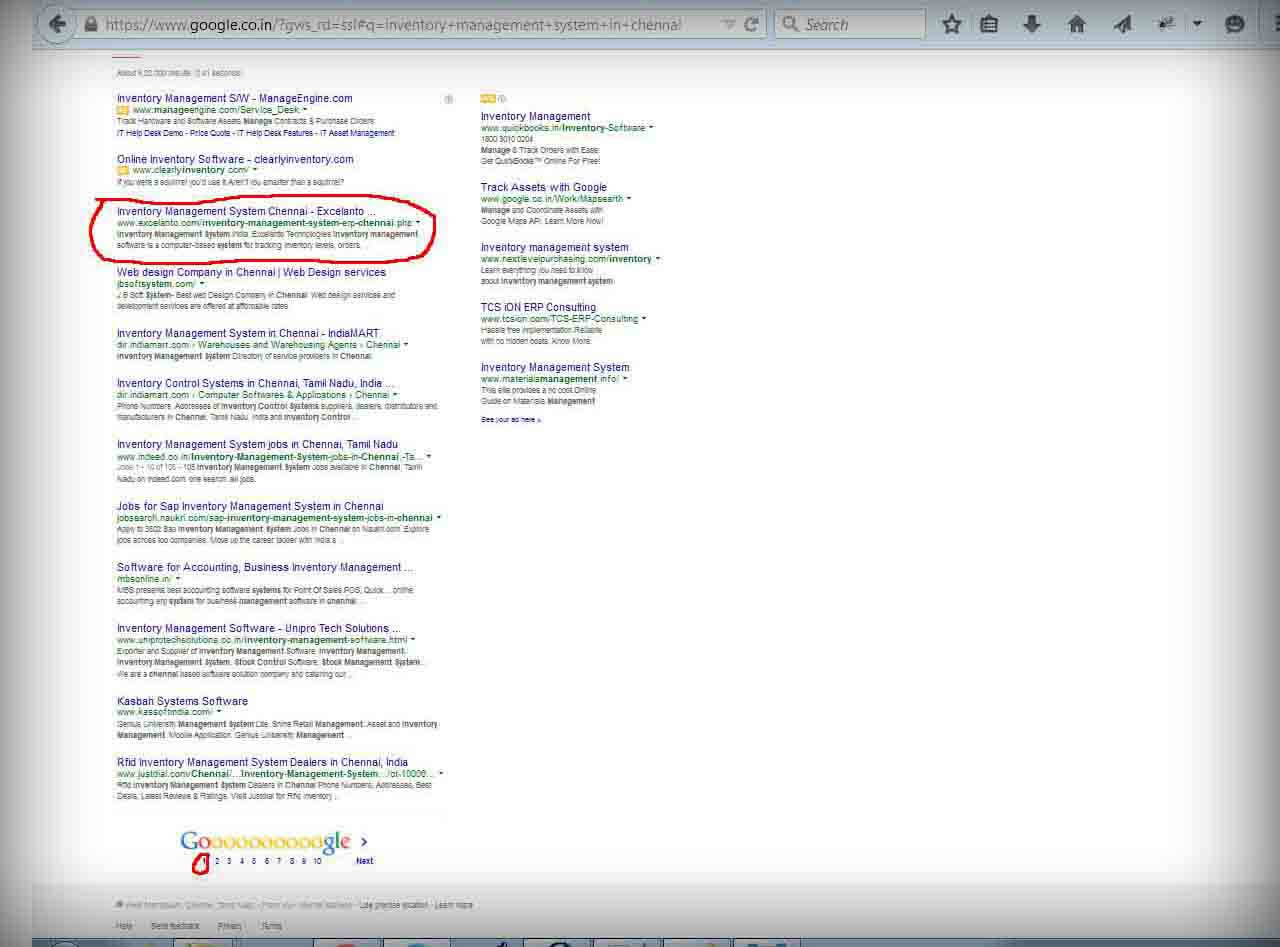 https://www.google.co.in/?gws_rd=ssl#q=inventory+management+system+in+chennai
Search
Inventory Management S/W - ManageEngine.com
www.manageengine.com/Service_Desk
Track Hardware and Software Assets. Manage Contracts & Purchase Orders
IT Help Desk Demo - Price Quote - IT Help Desk Features - IT Asset Management
Online Inventory Software - clearlyinventory.com
www.clearlyinventory.com/
If you were a squirrel you'd use it Aren't you smarter than a squirrel?
Inventory Management System Chennai - Excelanto ...
www.excelanto.com/inventory-management-system-erp-chennai.php
Inventory Management System India, Excelanto Technologies Inventory management
software is a computer-based system for tracking inventory levels, orders, ...
Web design Company in Chennai | Web Design services
jbsoftsystem.com/
J B Soft System- Best web Design Company in Chennai. Web design services and
development services are offered at affordable rates.
Inventory Management System in Chennai - IndiaMART
dir.indiamart.com › Warehouses and Warehousing Agents › Chennai
Inventory Management System Directory of service providers in Chennai.
Inventory Control Systems in Chennai, Tamil Nadu, India ...
dir.indiamart.com › Computer Softwares & Applications › Chennai
Phone Numbers, Addresses of Inventory Control Systems suppliers, dealers, distributors and
manufacturers in Chennai, Tamil Nadu, India and Inventory Control ...
Inventory Management System jobs in Chennai, Tamil Nadu
www.indeed.co.in/Inventory-Management-System-jobs-in-Chennai,-Ta...
Jobs 1 - 10 of 105 - 105 Inventory Management System Jobs available in Chennai, Tamil
Nadu on Indeed.com. one search. all jobs.
Jobs for Sap Inventory Management System in Chennai
jobsearch.naukri.com/sap-inventory-management-system-jobs-in-chennai
Apply to 3602 Sap Inventory Management System Jobs in Chennai on Naukri.com. Explore
jobs across top companies. Move up the career ladder with India's ...
Software for Accounting, Business Inventory Management ...
mbsonline.in/
MBS presents best accounting software systems for Point Of Sales POS, Quick... online
accounting erp system for business management software in chennai ...
Inventory Management Software - Unipro Tech Solutions ...
www.uniprotechsolutions.co.in/inventory-management-software.html
Exporter and Supplier of Inventory Management Software, Inventory Management,
Inventory Management System, Stock Control Software, Stock Management System...
We are a chennai based software solution company and catering our ...
Kasbah Systems Software
www.kassoftindia.com/
Genius University Management System Lite, Shine Retail Management, Asset and Inventory
Management, Mobile Application, Genius University Management ...
Rfid Inventory Management System Dealers in Chennai, India
www.justdial.com/Chennai/...Inventory-Management-System.../ct-10006...
Rfid Inventory Management System Dealers in Chennai Phone Numbers, Addresses, Best
Deals, Latest Reviews & Ratings. Visit Justdial for Rfid Inventory ...
Goooooooooogle >
1 2 3 4 5 6 7 8 9 10 Next
Use precise location - Learn more
Help Send feedback Privacy Terms
Inventory Management
www.quickbooks.in/Inventory-Software
1800 3010 0204
Manage & Track Orders with Ease.
Get QuickBooks™ Online For Free!
Track Assets with Google
www.google.co.in/Work/Mapsearth
Manage and Coordinate Assets with
Google Maps API. Learn More Now!
Inventory management system
www.nextlevelpurchasing.com/inventory
Learn everything you need to know
about inventory management system
TCS iON ERP Consulting
www.tcsion.com/TCS-ERP-Consulting
Hassle free implementation.Reliable
with no hidden costs. Know More.
Inventory Management System
www.materialsmanagement.info/
This site provides a no cost Online
Guide on Materials Management
See your ad here »